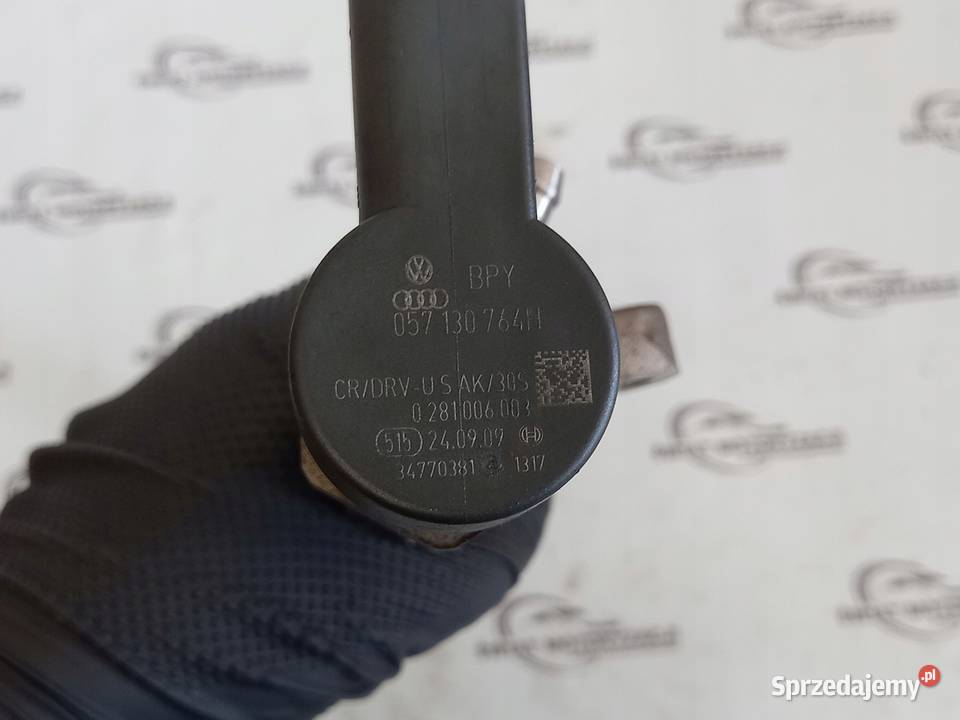 BPY
057 130 764H
CR/DRV-U S AK/30S
0 281 006 003
515 24.09.09
34770381 1317
Sprzedajemy.pl